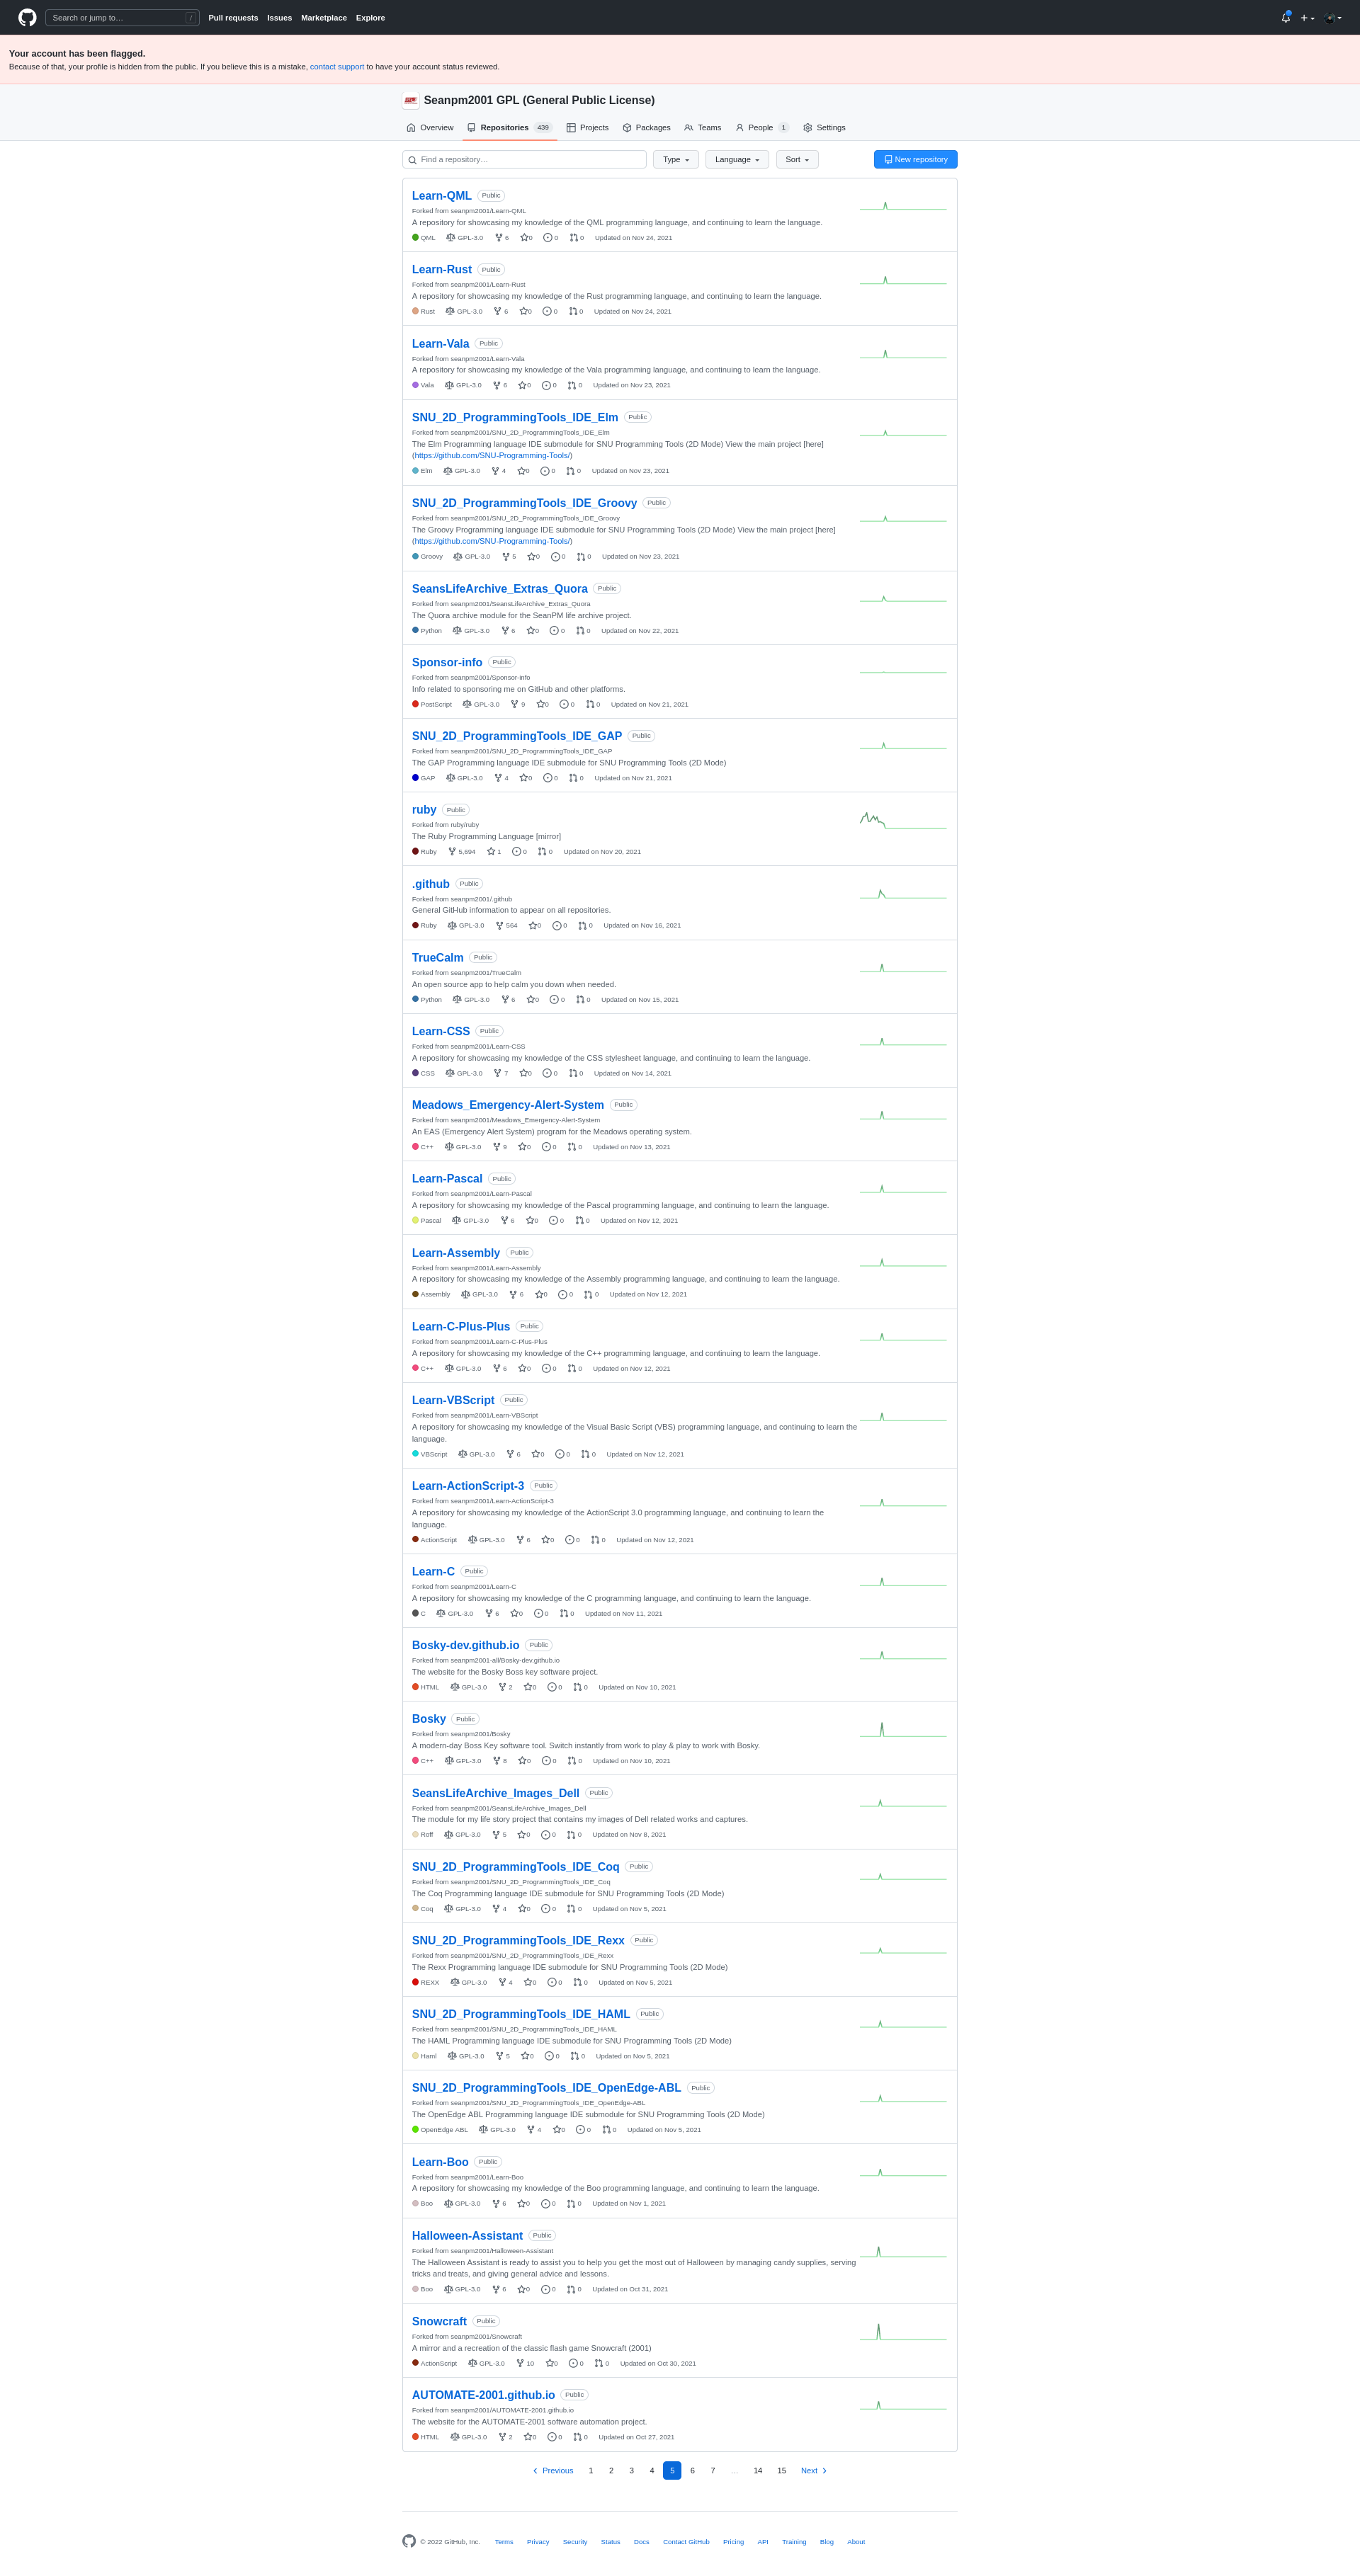 Search or jump to… /
Pull requests Issues Marketplace Explore
Your account has been flagged.
Because of that, your profile is hidden from the public. If you believe this is a mistake, contact support to have your account status reviewed.
Seanpm2001 GPL (General Public License)
Overview Repositories 439 Projects Packages Teams People 1 Settings
Find a repository… Type Language Sort New repository
Learn-QML Public
Forked from seanpm2001/Learn-QML
A repository for showcasing my knowledge of the QML programming language, and continuing to learn the language.
QML GPL-3.0 6 0 0 0 Updated on Nov 24, 2021
Learn-Rust Public
Forked from seanpm2001/Learn-Rust
A repository for showcasing my knowledge of the Rust programming language, and continuing to learn the language.
Rust GPL-3.0 6 0 0 0 Updated on Nov 24, 2021
Learn-Vala Public
Forked from seanpm2001/Learn-Vala
A repository for showcasing my knowledge of the Vala programming language, and continuing to learn the language.
Vala GPL-3.0 6 0 0 0 Updated on Nov 23, 2021
SNU_2D_ProgrammingTools_IDE_Elm Public
Forked from seanpm2001/SNU_2D_ProgrammingTools_IDE_Elm
The Elm Programming language IDE submodule for SNU Programming Tools (2D Mode) View the main project [here]
(https://github.com/SNU-Programming-Tools/)
Elm GPL-3.0 4 0 0 0 Updated on Nov 23, 2021
SNU_2D_ProgrammingTools_IDE_Groovy Public
Forked from seanpm2001/SNU_2D_ProgrammingTools_IDE_Groovy
The Groovy Programming language IDE submodule for SNU Programming Tools (2D Mode) View the main project [here]
(https://github.com/SNU-Programming-Tools/)
Groovy GPL-3.0 5 0 0 0 Updated on Nov 23, 2021
SeansLifeArchive_Extras_Quora Public
Forked from seanpm2001/SeansLifeArchive_Extras_Quora
The Quora archive module for the SeanPM life archive project.
Python GPL-3.0 6 0 0 0 Updated on Nov 22, 2021
Sponsor-info Public
Forked from seanpm2001/Sponsor-info
Info related to sponsoring me on GitHub and other platforms.
PostScript GPL-3.0 9 0 0 0 Updated on Nov 21, 2021
SNU_2D_ProgrammingTools_IDE_GAP Public
Forked from seanpm2001/SNU_2D_ProgrammingTools_IDE_GAP
The GAP Programming language IDE submodule for SNU Programming Tools (2D Mode)
GAP GPL-3.0 4 0 0 0 Updated on Nov 21, 2021
ruby Public
Forked from ruby/ruby
The Ruby Programming Language [mirror]
Ruby 5,694 1 0 0 Updated on Nov 20, 2021
.github Public
Forked from seanpm2001/.github
General GitHub information to appear on all repositories.
Ruby GPL-3.0 564 0 0 0 Updated on Nov 16, 2021
TrueCalm Public
Forked from seanpm2001/TrueCalm
An open source app to help calm you down when needed.
Python GPL-3.0 6 0 0 0 Updated on Nov 15, 2021
Learn-CSS Public
Forked from seanpm2001/Learn-CSS
A repository for showcasing my knowledge of the CSS stylesheet language, and continuing to learn the language.
CSS GPL-3.0 7 0 0 0 Updated on Nov 14, 2021
Meadows_Emergency-Alert-System Public
Forked from seanpm2001/Meadows_Emergency-Alert-System
An EAS (Emergency Alert System) program for the Meadows operating system.
C++ GPL-3.0 9 0 0 0 Updated on Nov 13, 2021
Learn-Pascal Public
Forked from seanpm2001/Learn-Pascal
A repository for showcasing my knowledge of the Pascal programming language, and continuing to learn the language.
Pascal GPL-3.0 6 0 0 0 Updated on Nov 12, 2021
Learn-Assembly Public
Forked from seanpm2001/Learn-Assembly
A repository for showcasing my knowledge of the Assembly programming language, and continuing to learn the language.
Assembly GPL-3.0 6 0 0 0 Updated on Nov 12, 2021
Learn-C-Plus-Plus Public
Forked from seanpm2001/Learn-C-Plus-Plus
A repository for showcasing my knowledge of the C++ programming language, and continuing to learn the language.
C++ GPL-3.0 6 0 0 0 Updated on Nov 12, 2021
Learn-VBScript Public
Forked from seanpm2001/Learn-VBScript
A repository for showcasing my knowledge of the Visual Basic Script (VBS) programming language, and continuing to learn the
language.
VBScript GPL-3.0 6 0 0 0 Updated on Nov 12, 2021
Learn-ActionScript-3 Public
Forked from seanpm2001/Learn-ActionScript-3
A repository for showcasing my knowledge of the ActionScript 3.0 programming language, and continuing to learn the
language.
ActionScript GPL-3.0 6 0 0 0 Updated on Nov 12, 2021
Learn-C Public
Forked from seanpm2001/Learn-C
A repository for showcasing my knowledge of the C programming language, and continuing to learn the language.
C GPL-3.0 6 0 0 0 Updated on Nov 11, 2021
Bosky-dev.github.io Public
Forked from seanpm2001-all/Bosky-dev.github.io
The website for the Bosky Boss key software project.
HTML GPL-3.0 2 0 0 0 Updated on Nov 10, 2021
Bosky Public
Forked from seanpm2001/Bosky
A modern-day Boss Key software tool. Switch instantly from work to play & play to work with Bosky.
C++ GPL-3.0 8 0 0 0 Updated on Nov 10, 2021
SeansLifeArchive_Images_Dell Public
Forked from seanpm2001/SeansLifeArchive_Images_Dell
The module for my life story project that contains my images of Dell related works and captures.
Roff GPL-3.0 5 0 0 0 Updated on Nov 8, 2021
SNU_2D_ProgrammingTools_IDE_Coq Public
Forked from seanpm2001/SNU_2D_ProgrammingTools_IDE_Coq
The Coq Programming language IDE submodule for SNU Programming Tools (2D Mode)
Coq GPL-3.0 4 0 0 0 Updated on Nov 5, 2021
SNU_2D_ProgrammingTools_IDE_Rexx Public
Forked from seanpm2001/SNU_2D_ProgrammingTools_IDE_Rexx
The Rexx Programming language IDE submodule for SNU Programming Tools (2D Mode)
REXX GPL-3.0 4 0 0 0 Updated on Nov 5, 2021
SNU_2D_ProgrammingTools_IDE_HAML Public
Forked from seanpm2001/SNU_2D_ProgrammingTools_IDE_HAML
The HAML Programming language IDE submodule for SNU Programming Tools (2D Mode)
Haml GPL-3.0 5 0 0 0 Updated on Nov 5, 2021
SNU_2D_ProgrammingTools_IDE_OpenEdge-ABL Public
Forked from seanpm2001/SNU_2D_ProgrammingTools_IDE_OpenEdge-ABL
The OpenEdge ABL Programming language IDE submodule for SNU Programming Tools (2D Mode)
OpenEdge ABL GPL-3.0 4 0 0 0 Updated on Nov 5, 2021
Learn-Boo Public
Forked from seanpm2001/Learn-Boo
A repository for showcasing my knowledge of the Boo programming language, and continuing to learn the language.
Boo GPL-3.0 6 0 0 0 Updated on Nov 1, 2021
Halloween-Assistant Public
Forked from seanpm2001/Halloween-Assistant
The Halloween Assistant is ready to assist you to help you get the most out of Halloween by managing candy supplies, serving
tricks and treats, and giving general advice and lessons.
Boo GPL-3.0 6 0 0 0 Updated on Oct 31, 2021
Snowcraft Public
Forked from seanpm2001/Snowcraft
A mirror and a recreation of the classic flash game Snowcraft (2001)
ActionScript GPL-3.0 10 0 0 0 Updated on Oct 30, 2021
AUTOMATE-2001.github.io Public
Forked from seanpm2001/AUTOMATE-2001.github.io
The website for the AUTOMATE-2001 software automation project.
HTML GPL-3.0 2 0 0 0 Updated on Oct 27, 2021
Previous 1 2 3 4 5 6 7 … 14 15 Next
© 2022 GitHub, Inc. Terms Privacy Security Status Docs Contact GitHub Pricing API Training Blog About